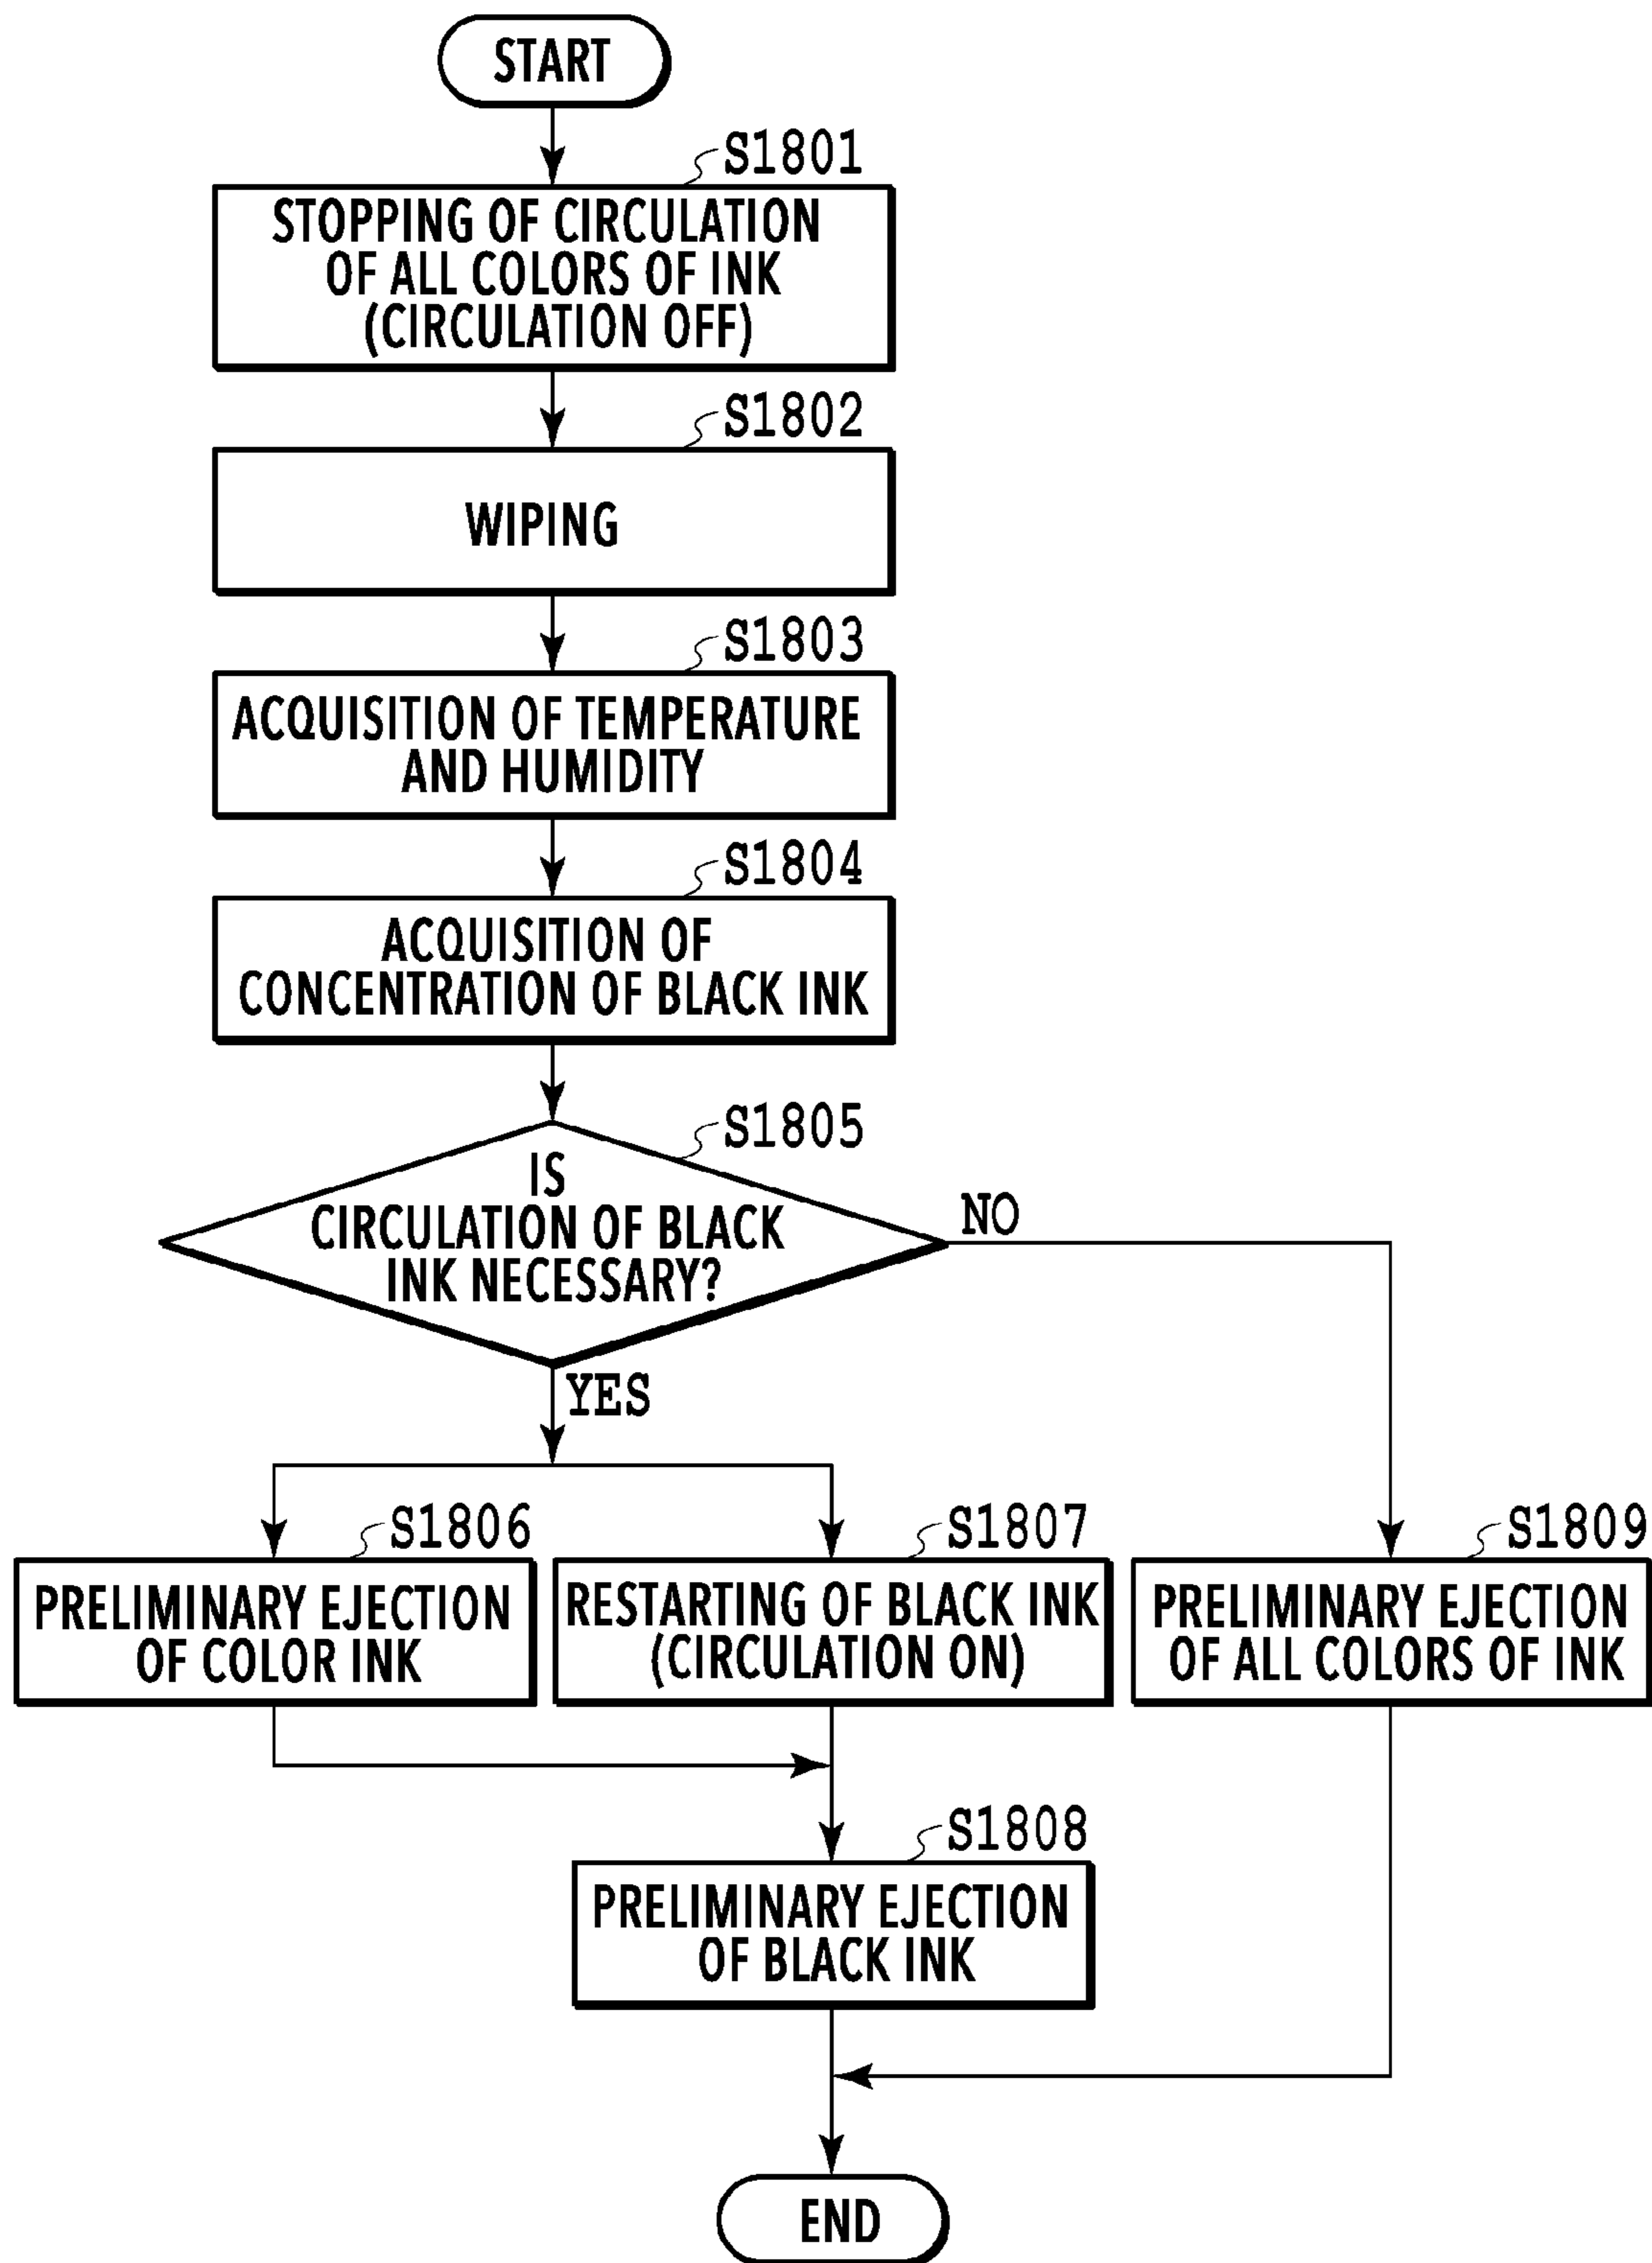 START
S1801
STOPPING OF CIRCULATION
OF ALL COLORS OF INK
(CIRCULATION OFF)
S1802
WIPING
S1803
ACQUISITION OF TEMPERATURE
AND HUMIDITY
S1804
ACQUISITION OF
CONCENTRATION OF BLACK INK
S1805
IS
CIRCULATION OF BLACK
INK NECESSARY?
NO
YES
S1806
PRELIMINARY EJECTION
OF COLOR INK
S1807
RESTARTING OF BLACK INK
(CIRCULATION ON)
S1809
PRELIMINARY EJECTION
OF ALL COLORS OF INK
S1808
PRELIMINARY EJECTION
OF BLACK INK
END